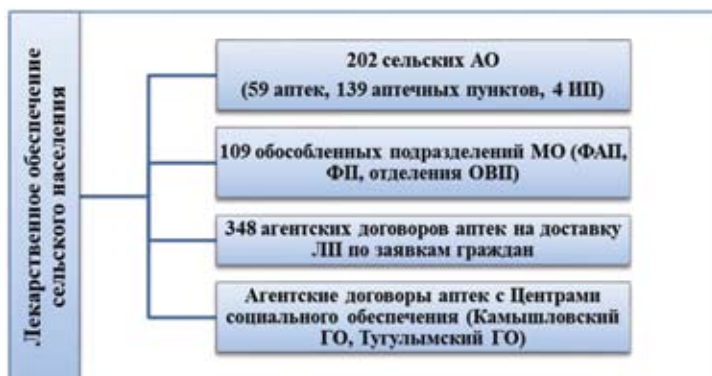 Лекарственное обеспечение
сельского населения
202 сельских АО
(59 аптек, 139 аптечных пунктов, 4 ИП)
109 обособленных подразделений МО (ФАП,
ФП, отделения ОВП)
348 агентских договоров аптек на доставку
ЛП по заявкам граждан
Агентские договоры аптек с Центрами
социального обеспечения (Камышловский
ГО, Тугулымский ГО)